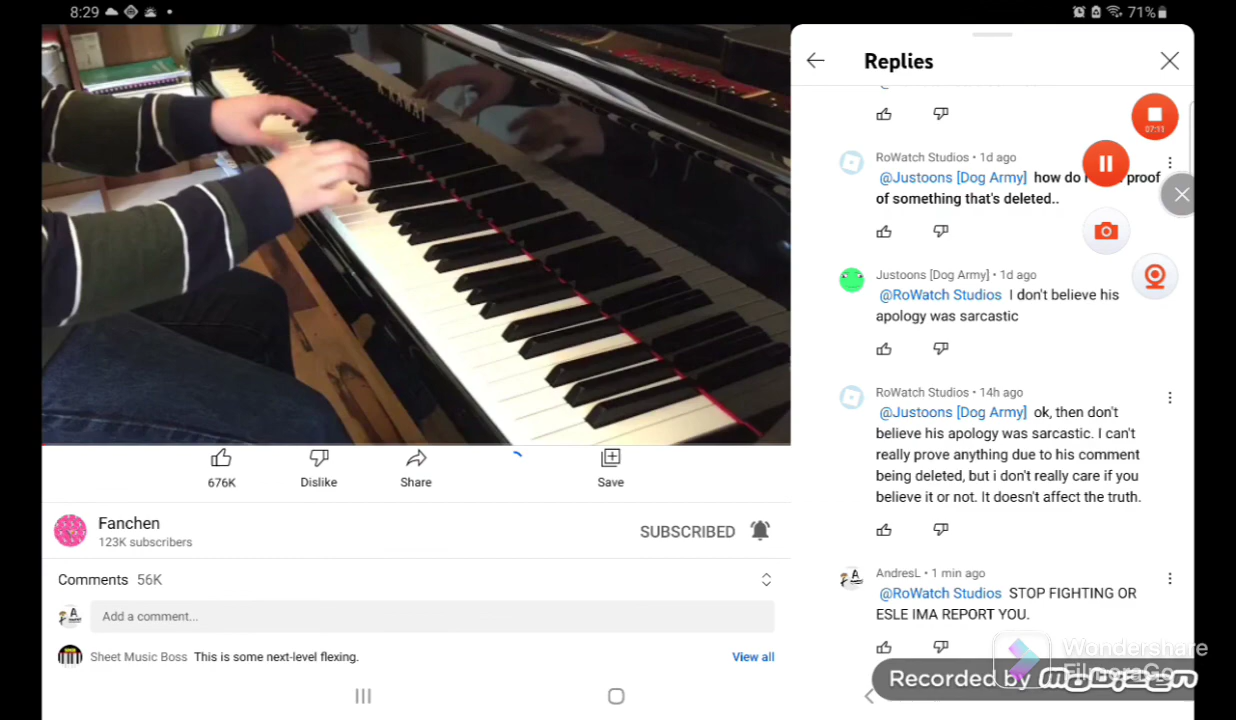 8:29
71%
Replies
07:11
RoWatch Studios • 1d ago
@Justoons [Dog Army] how do proof
of something that's deleted..
Justoons [Dog Army] • 1d ago
@RoWatch Studios I don't believe his
apology was sarcastic
RoWatch Studios • 14h ago
@Justoons [Dog Army] ok, then don't
believe his apology was sarcastic. I can't
really prove anything due to his comment
being deleted, but i don't really care if you
believe it or not. It doesn't affect the truth.
AndresL • 1 min ago
@RoWatch Studios STOP FIGHTING OR
ESLE IMA REPORT YOU.
676K
Dislike
Share
Save
Fanchen
123K subscribers
SUBSCRIBED
Comments 56K
Add a comment...
Sheet Music Boss This is some next-level flexing.
View all
Wondershare
FilmoraGo
Recorded by MOBIZEN